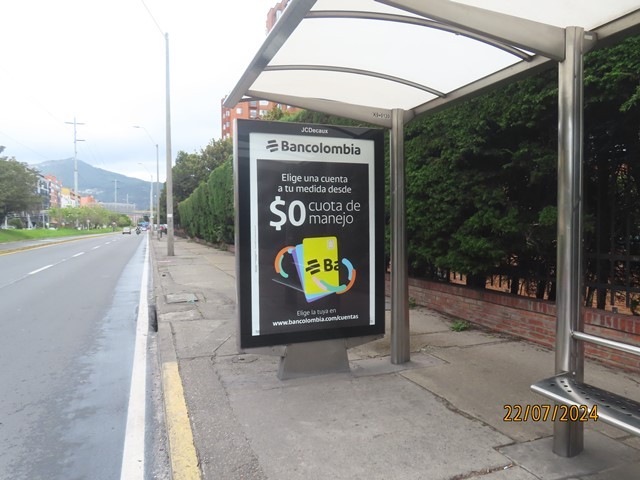 JCDecaux
Bancolombia
Elige una cuenta
a tu medida desde
$0 cuota de
manejo
Ba
Elige la tuya en
www.bancolombia.com/cuentas
22/07/2024